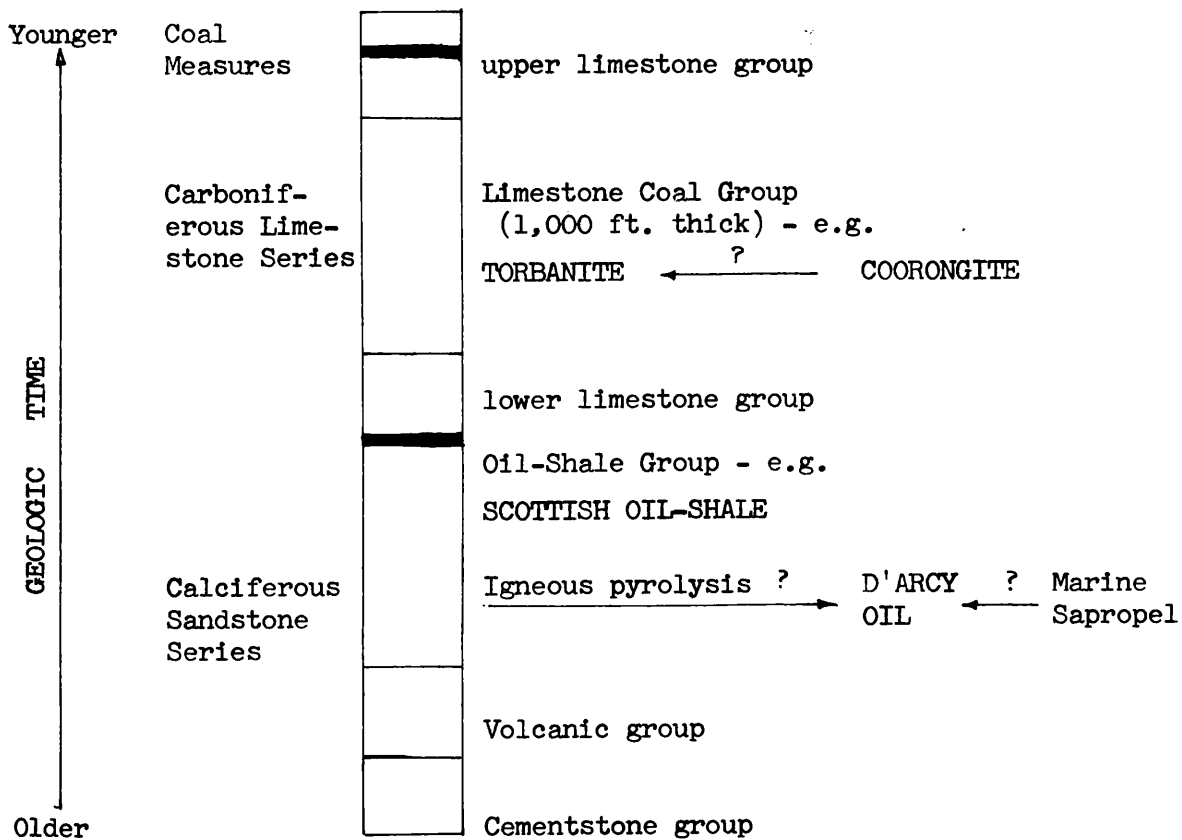 Younger
Coal
Measures
upper limestone group
Carbonif-
erous Lime-
stone Series
Limestone Coal Group
(1,000 ft. thick) - e.g.
?
TORBANITE
COORONGITE
GEOLOGIC TIME
lower limestone group
Oil-Shale Group - e.g.
SCOTTISH OIL-SHALE
Calciferous
Sandstone
Series
Igneous pyrolysis ?
D'ARCY
OIL
?
Marine
Sapropel
Volcanic group
Older
Cementstone group